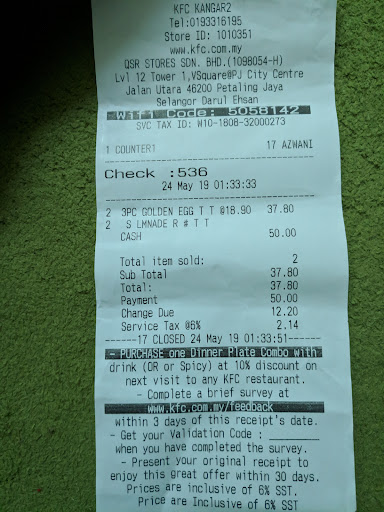 KFC KANGAR2
Tel:0193316195
Store ID: 1010351
www.kfc.com.my
QSR STORES SDN. BHD.(1098054-H)
Lvl 12 Tower 1,VSquare@PJ City Centre
Jalan Utara 46200 Petaling Jaya
Selangor Darul Ehsan
Wifi Code: 5058142
SVC TAX ID: W10-1808-32000273
1 COUNTER1 17 AZWANI
Check :536
24 May 19 01:33:33
2 3PC GOLDEN EGG T T @18.90 37.80
2 S LMNADE R # T T
CASH 50.00
Total item sold: 2
Sub Total 37.80
Total: 37.80
Payment 50.00
Change Due 12.20
Service Tax @6% 2.14
------17 CLOSED 24 May 19 01:33:51------
- PURCHASE one Dinner Plate Combo with
drink (OR or Spicy) at 10% discount on
next visit to any KFC restaurant.
- Complete a brief survey at
www.kfc.com.my/feedback
within 3 days of this receipt's date.
- Get your Validation Code : ________
when you have completed the survey.
- Present your original receipt to
enjoy this great offer within 30 days.
Prices are inclusive of 6% SST.
Price are Inclusive of 6% SST